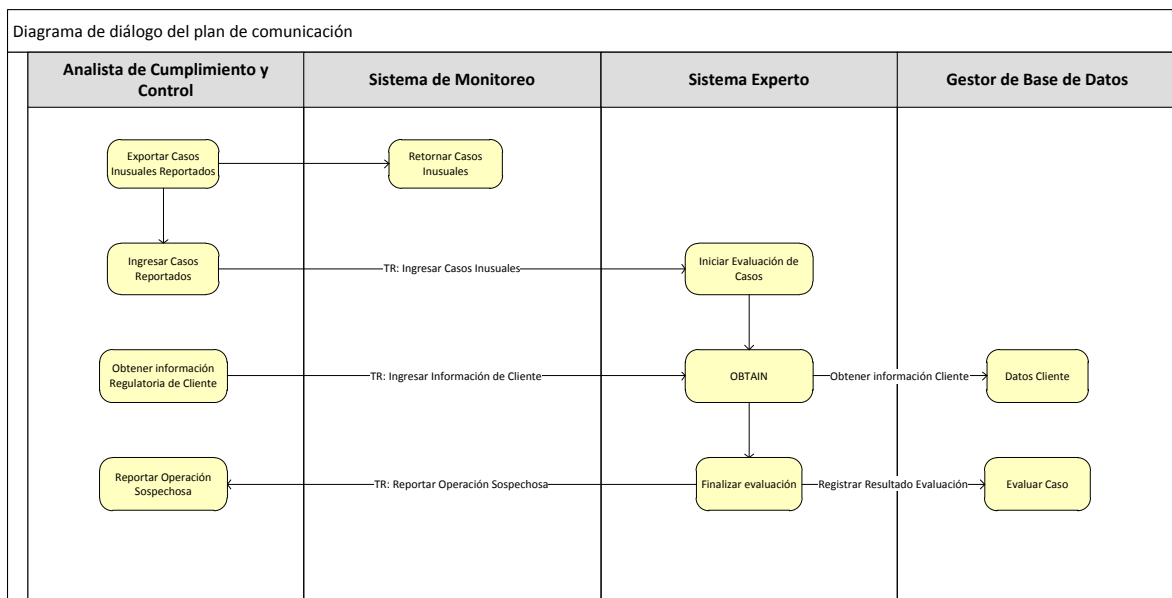 Diagrama de diálogo del plan de comunicación
Analista de Cumplimiento y
Control
Sistema de Monitoreo
Sistema Experto
Gestor de Base de Datos
Exportar Casos
Inusuales Reportados
Retornar Casos
Inusuales
Ingresar Casos
Reportados
TR: Ingresar Casos Inusuales
Iniciar Evaluación de
Casos
Obtener información
Regulatoria de Cliente
TR: Ingresar Información de Cliente
OBTAIN
Obtener información Cliente
Datos Cliente
Reportar Operación
Sospechosa
TR: Reportar Operación Sospechosa
Finalizar evaluación
Registrar Resultado Evaluación
Evaluar Caso